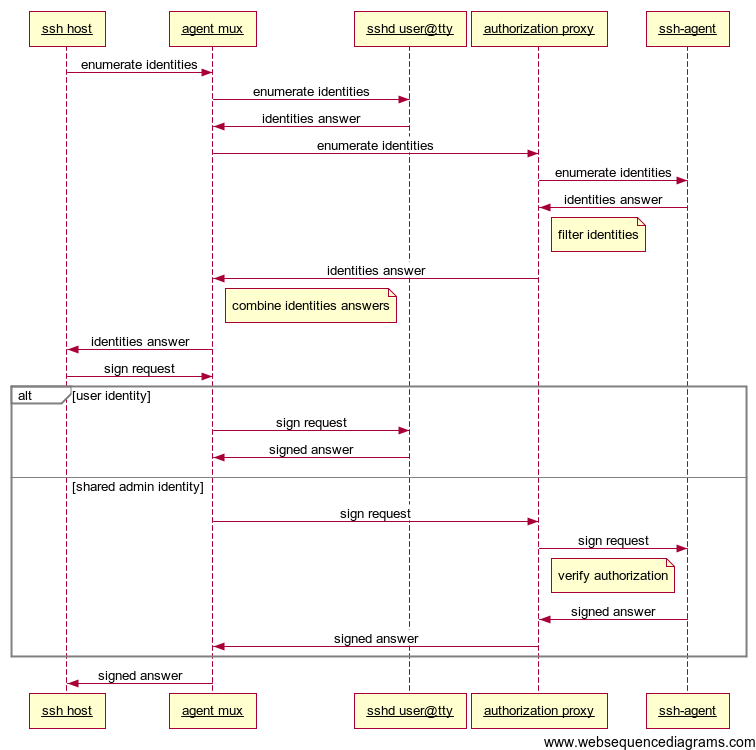 ssh host
agent mux
sshd user@tty
authorization proxy
ssh-agent
enumerate identities
enumerate identities
identities answer
enumerate identities
enumerate identities
identities answer
filter identities
identities answer
combine identities answers
identities answer
sign request
alt
[user identity]
sign request
signed answer
[shared admin identity]
sign request
sign request
verify authorization
signed answer
signed answer
signed answer
ssh host
agent mux
sshd user@tty
authorization proxy
ssh-agent
www.websequencediagrams.com